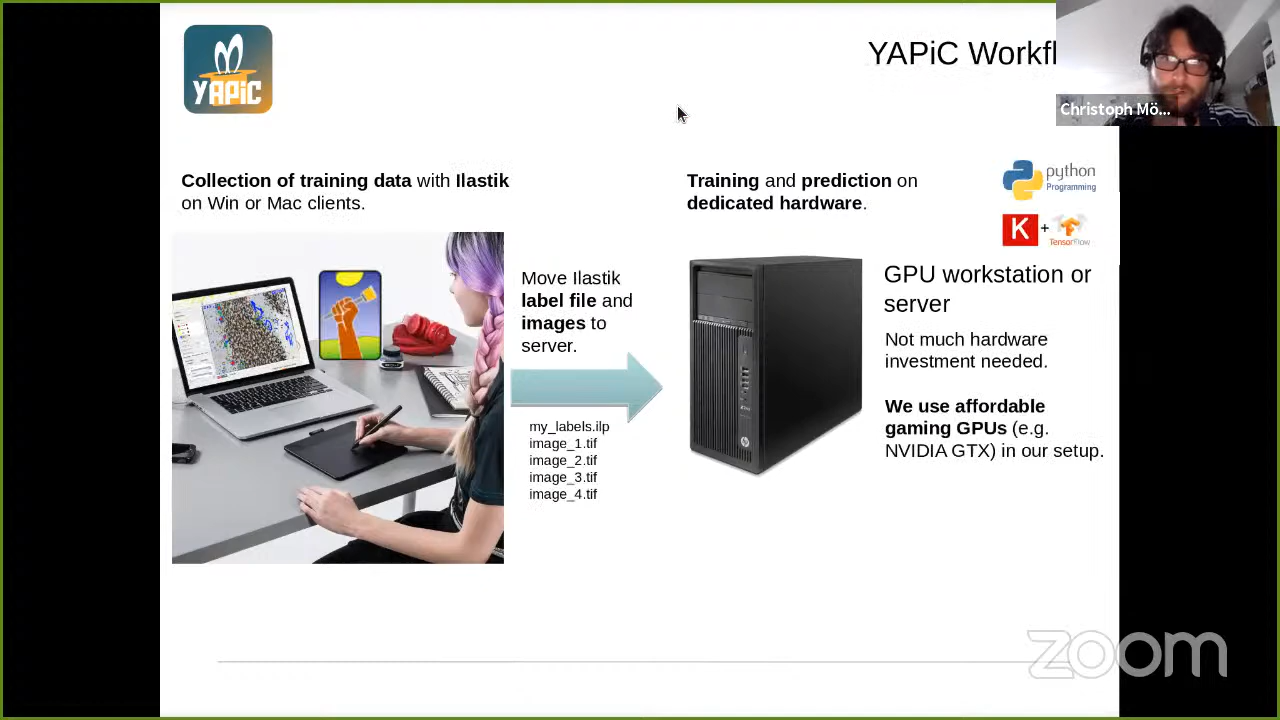 YAPiC
YAPiC Workfl
Christoph Mö...
Collection of training data with Ilastik
on Win or Mac clients.
Move Ilastik
label file and
images to
server.
my_labels.ilp
image_1.tif
image_2.tif
image_3.tif
image_4.tif
Training and prediction on
dedicated hardware.
python
Programming
K +
TensorFlow
GPU workstation or
server
Not much hardware
investment needed.
We use affordable
gaming GPUs (e.g.
NVIDIA GTX) in our setup.
zoom